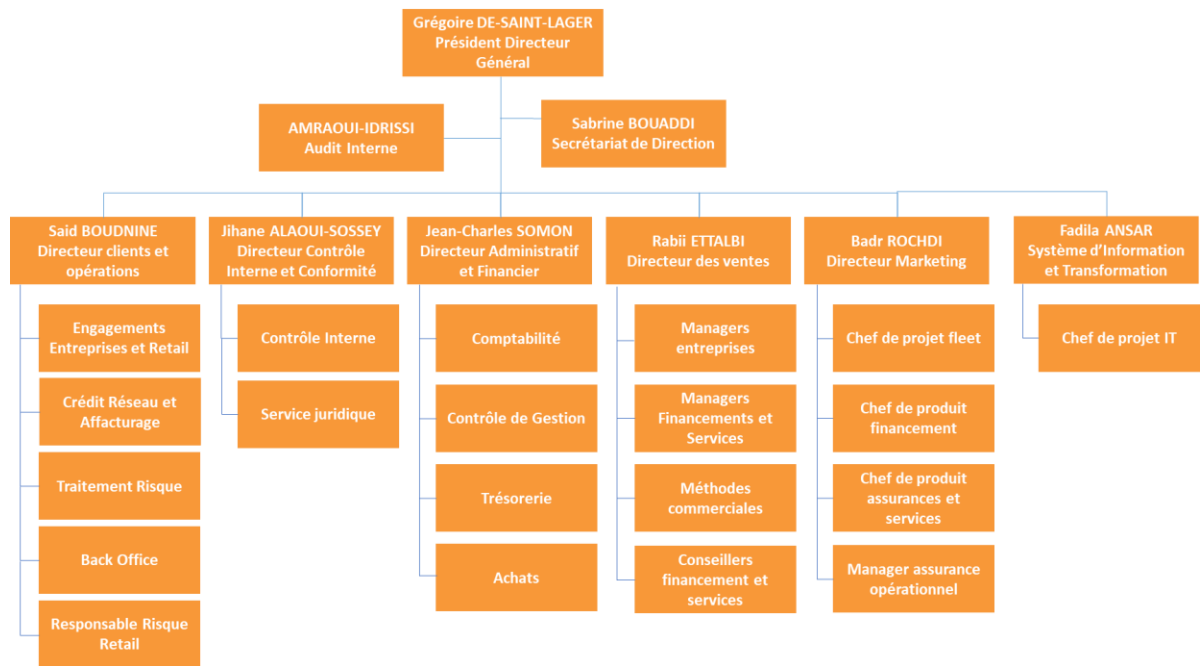 Grégoire DE-SAINT-LAGER
Président Directeur
Général
AMRAOUI-IDRISSI
Audit Interne
Sabrine BOUADDI
Secrétariat de Direction
Said BOUDNINE
Directeur clients et
opérations
Engagements
Entreprises et Retail
Crédit Réseau et
Affacturage
Traitement Risque
Back Office
Responsable Risque
Retail
Jihane ALAOUI-SOSSEY
Directeur Contrôle
Interne et Conformité
Contrôle Interne
Service juridique
Jean-Charles SOMON
Directeur Administratif
et Financier
Comptabilité
Contrôle de Gestion
Trésorerie
Achats
Rabii ETTALBI
Directeur des ventes
Managers
entreprises
Managers
Financements et
Services
Méthodes
commerciales
Conseillers
financement et
services
Badr ROCHDI
Directeur Marketing
Chef de projet fleet
Chef de produit
financement
Chef de produit
assurances et
services
Manager assurance
opérationnel
Fadila ANSAR
Système d’Information
et Transformation
Chef de projet IT